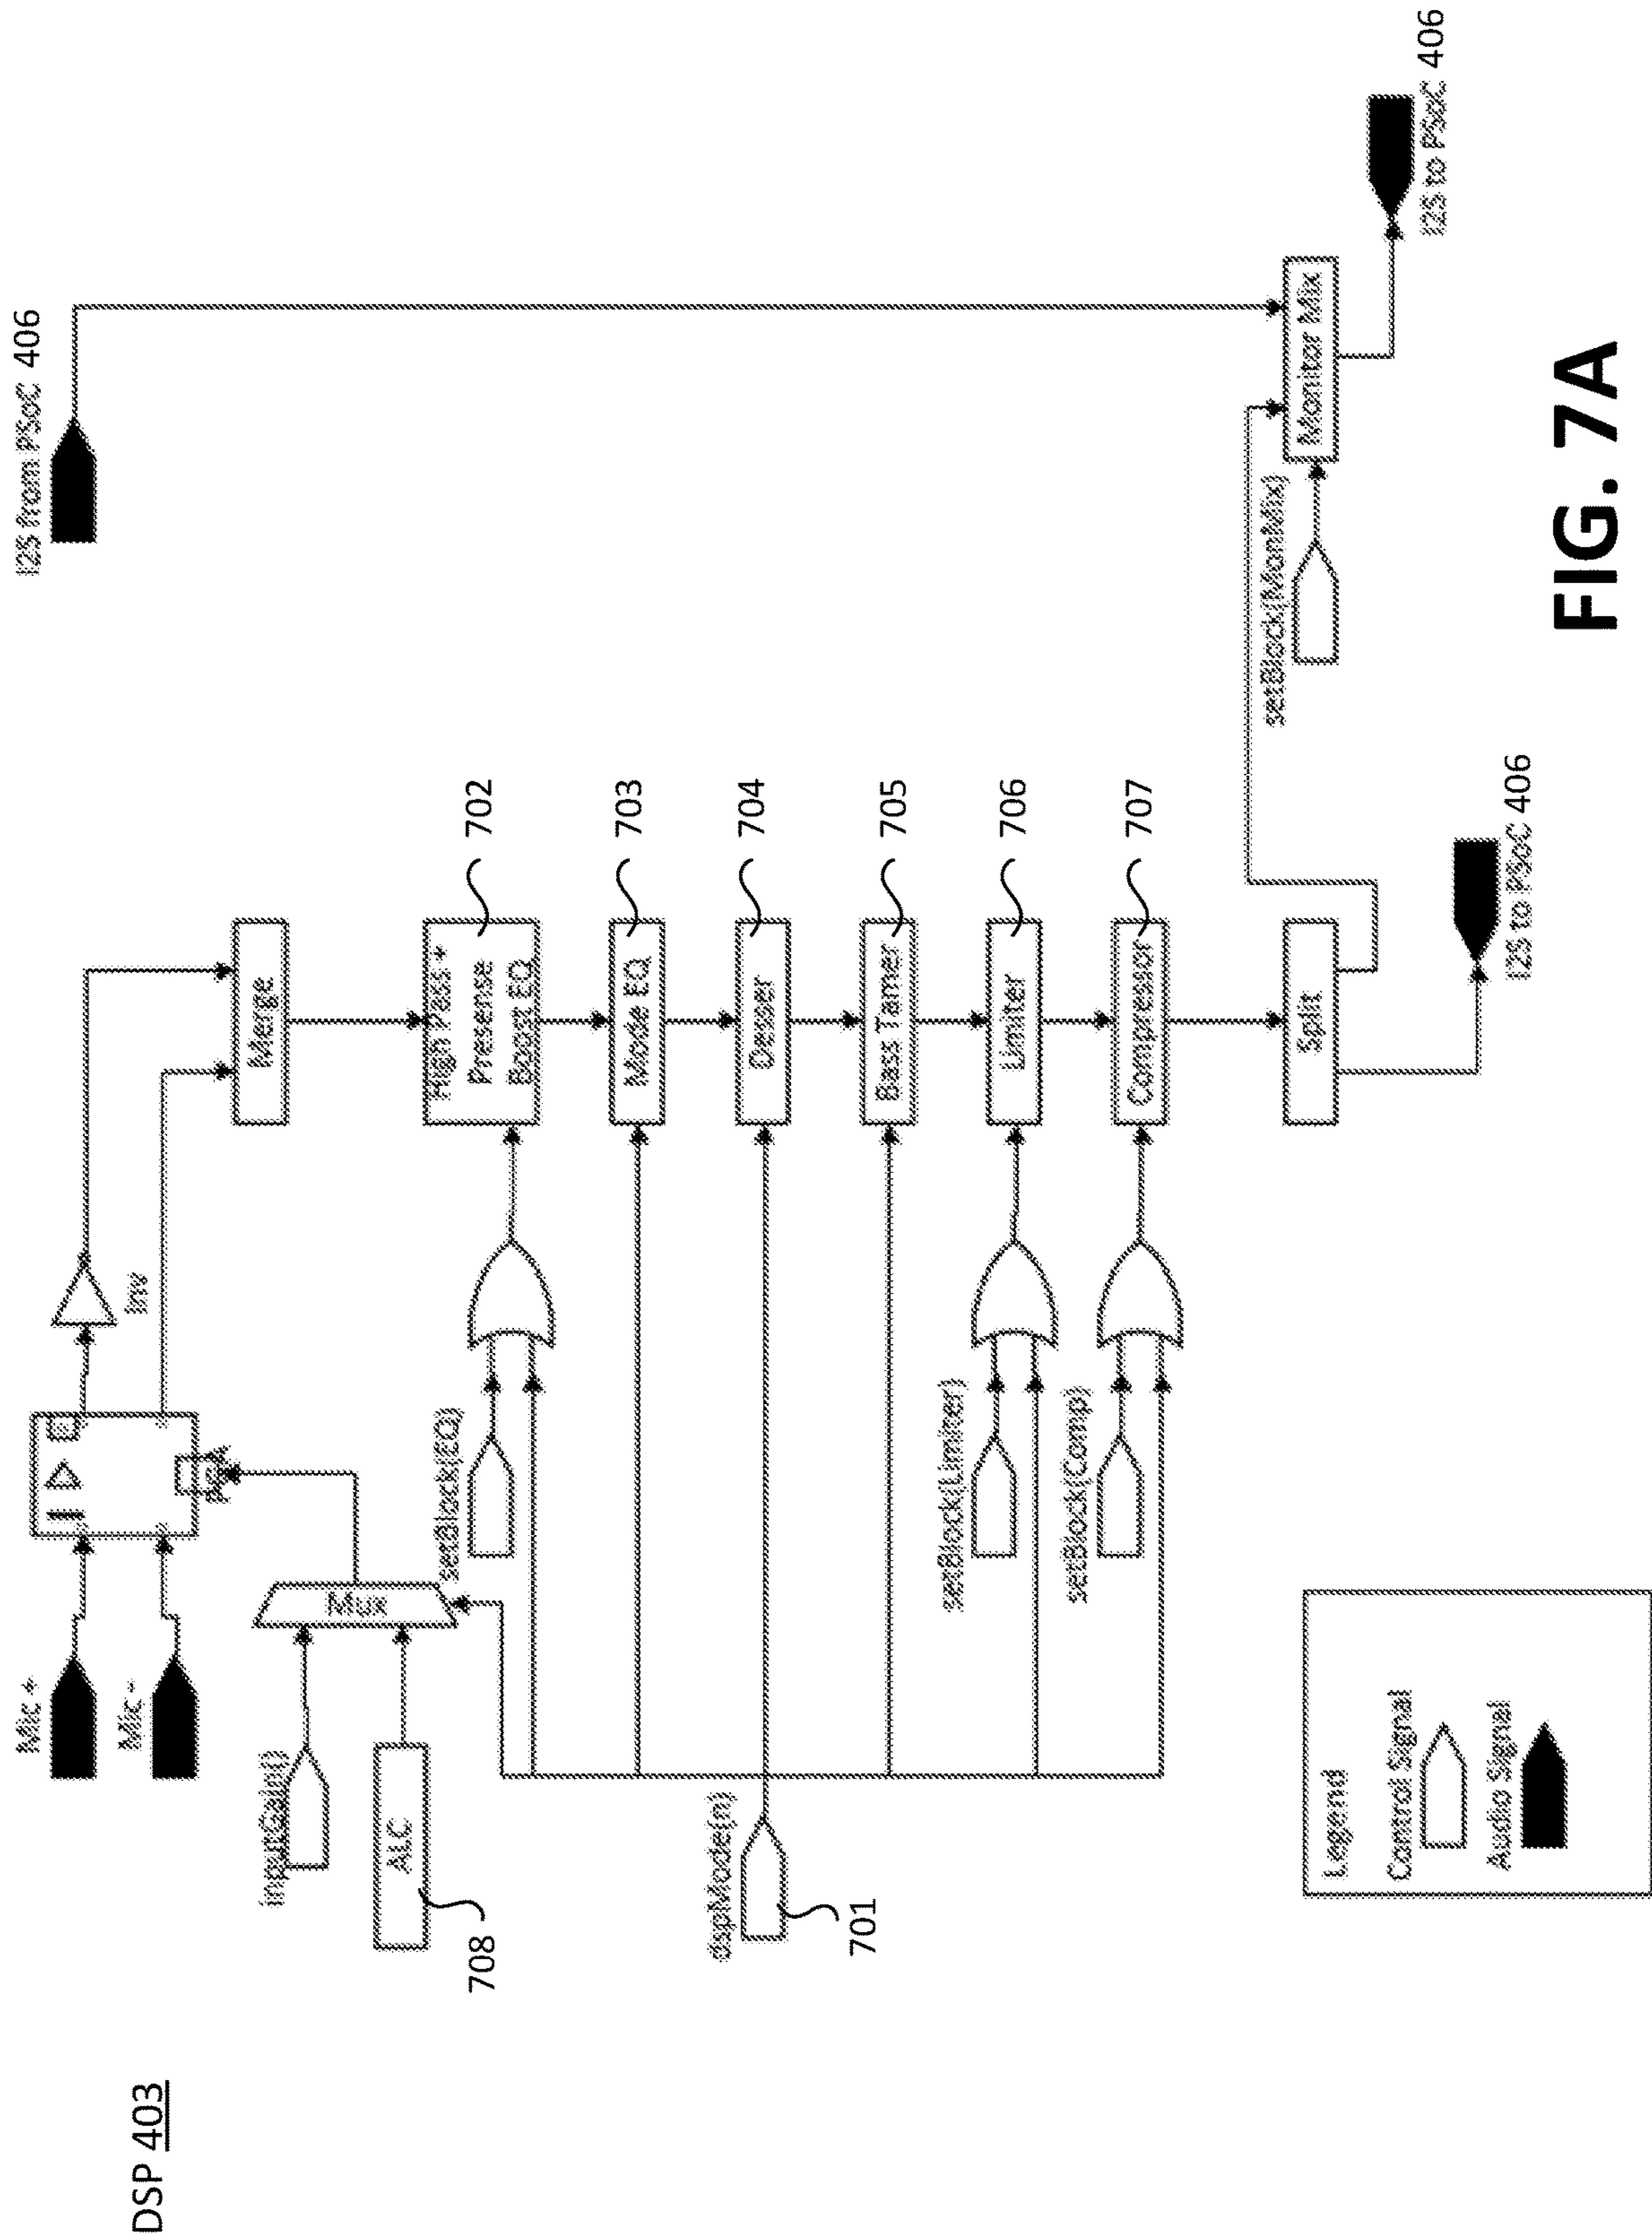 DSP 403
Mic +
Mic -
PGA
Inv
I2S from PSoC 406
inputGain()
Mux
ALC
708
Merge
setBlock(EQ)
High Pass +
Presense
Boost EQ
702
Mode EQ
703
dspMode(n)
701
Desser
704
Bass Tamer
705
setBlock(Limiter)
Limiter
706
setBlock(Comp)
Compressor
707
Split
I2S to PSoC 406
setBlock(MonMix)
Monitor Mix
I2S to PSoC 406
Legend
Control Signal
Audio Signal
FIG. 7A